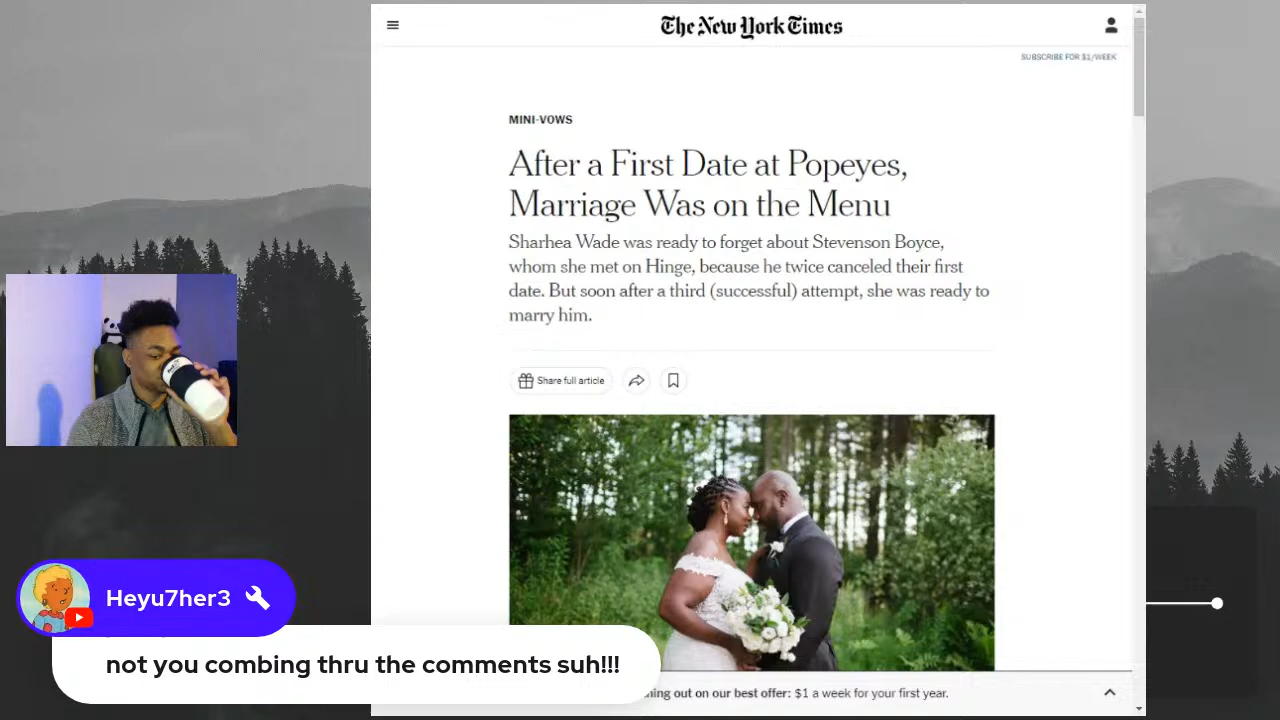 The New York Times
SUBSCRIBE FOR $1/WEEK
MINI-VOWS
After a First Date at Popeyes,
Marriage Was on the Menu
Sharhea Wade was ready to forget about Stevenson Boyce,
whom she met on Hinge, because he twice canceled their first
date. But soon after a third (successful) attempt, she was ready to
marry him.
Share full article
Heyu7her3
not you combing thru the comments suh!!!
out on our best offer: $1 a week for your first year.